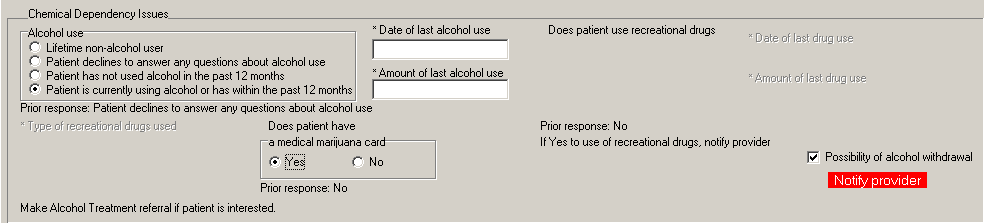 Chemical Dependency Issues
Alcohol use
Lifetime non-alcohol user
Patient declines to answer any questions about alcohol use
Patient has not used alcohol in the past 12 months
Patient is currently using alcohol or has within the past 12 months
Prior response: Patient declines to answer any questions about alcohol use
* Date of last alcohol use
* Amount of last alcohol use
Does patient use recreational drugs
* Date of last drug use
* Amount of last drug use
* Type of recreational drugs used
Does patient have
a medical marijuana card
Yes No
Prior response: No
Prior response: No
If Yes to use of recreational drugs, notify provider
Possibility of alcohol withdrawal
Notify provider
Make Alcohol Treatment referral if patient is interested.